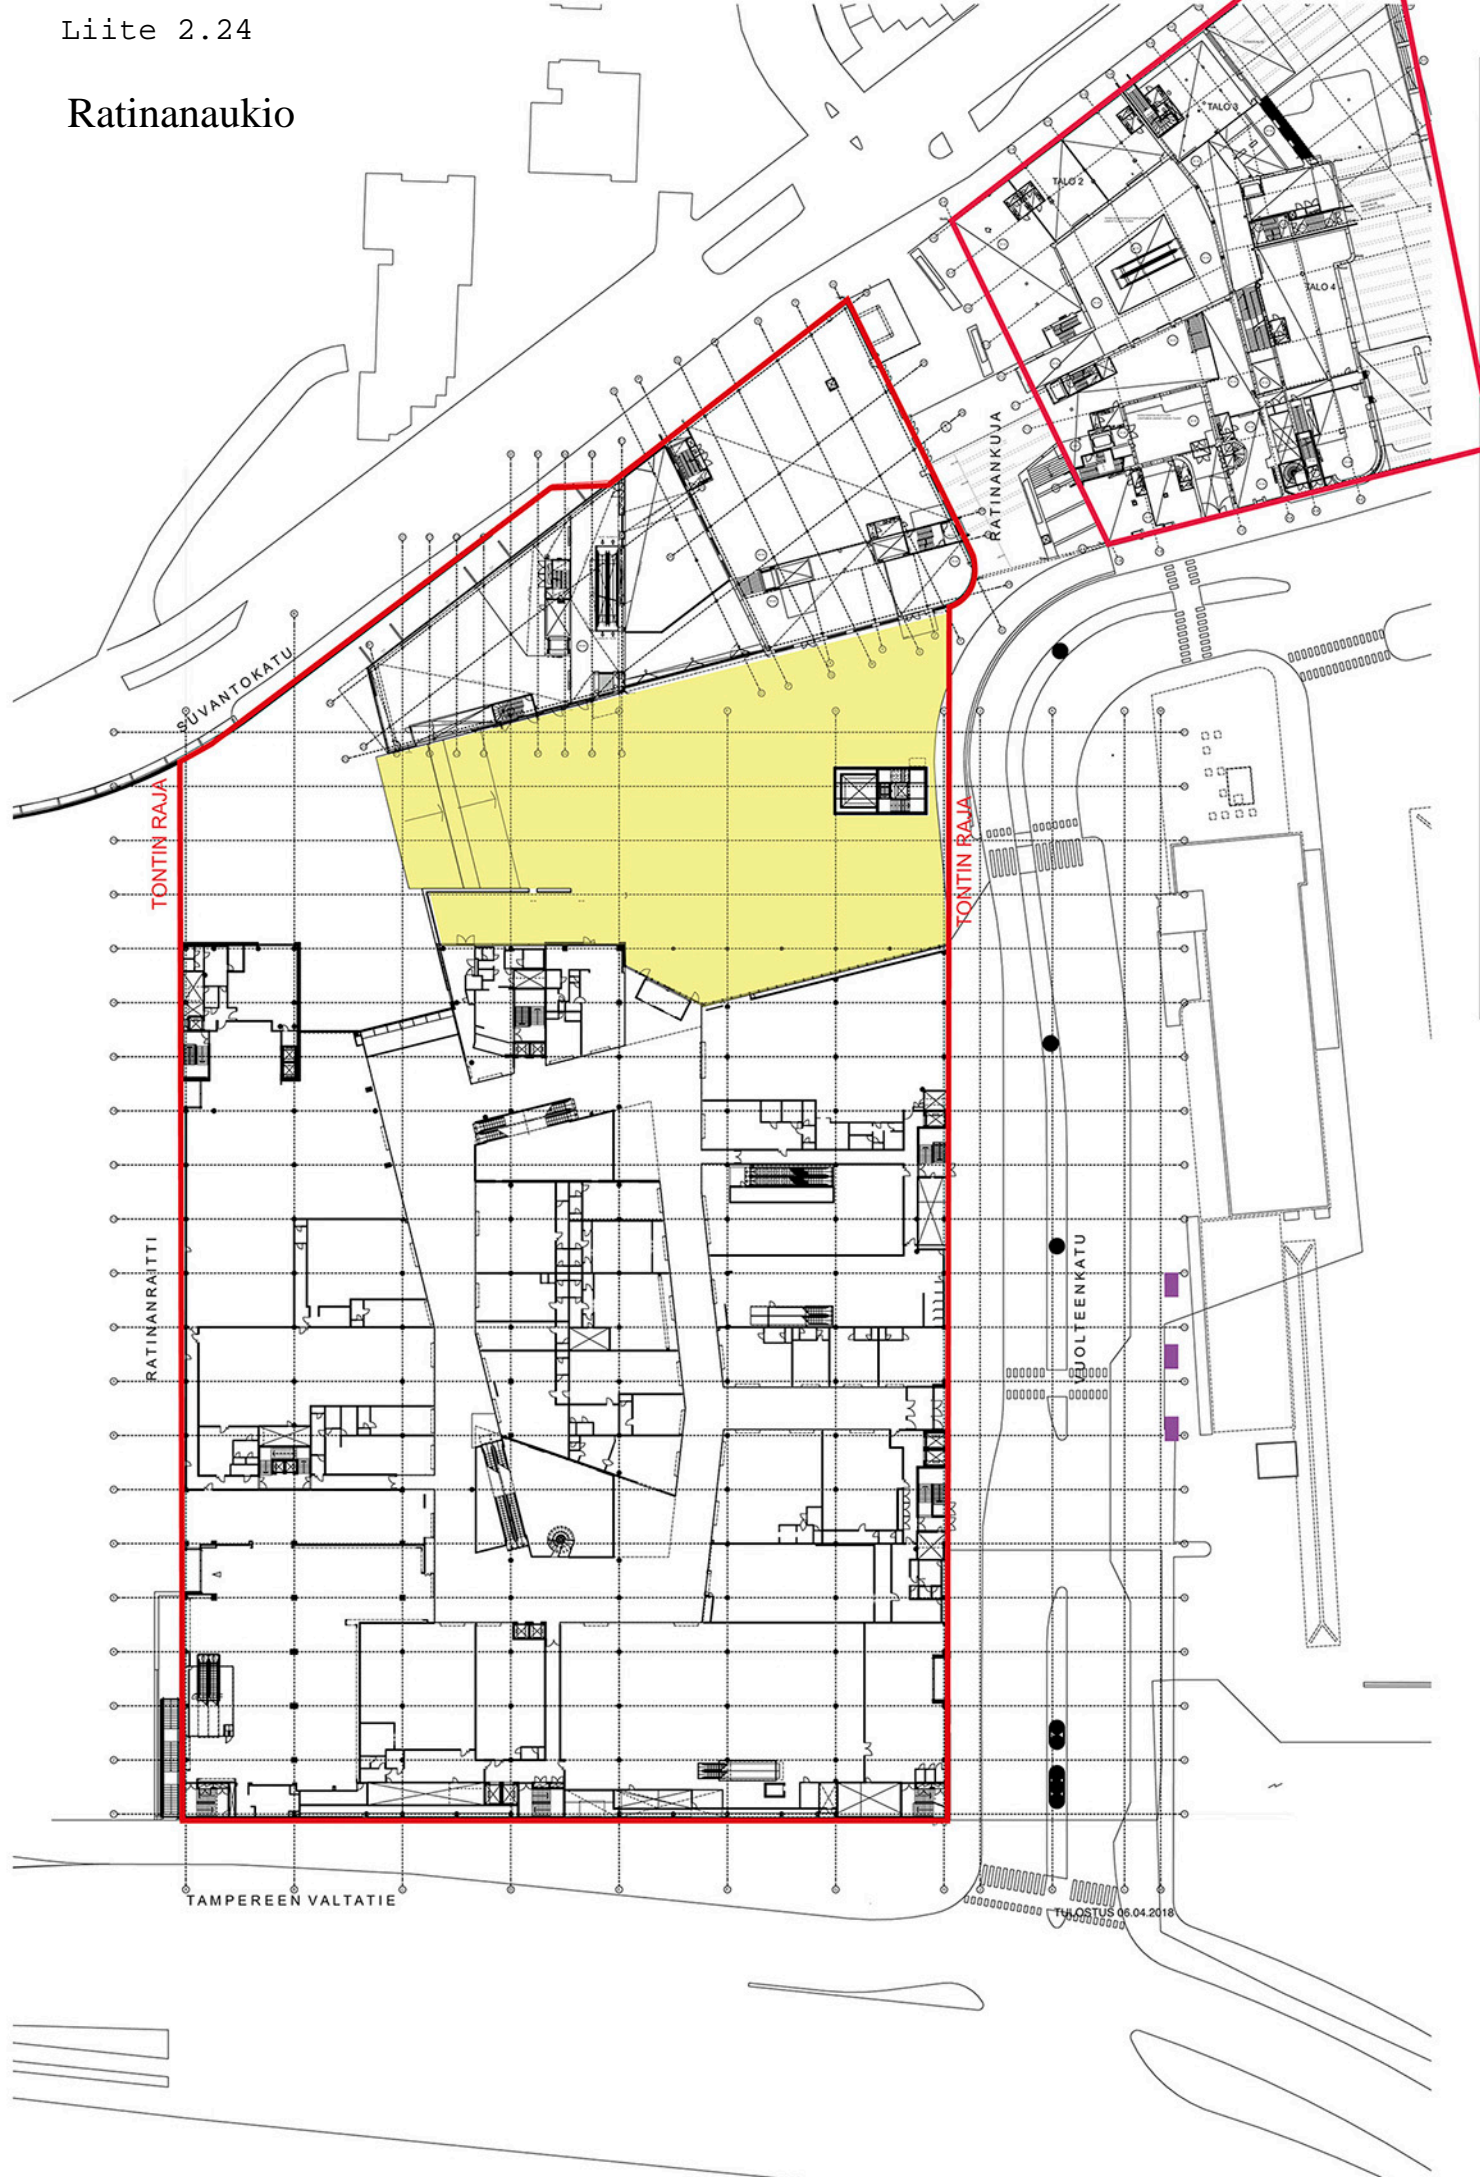 Liite 2.24
Ratinanaukio
TALO 3
TALO 2
TALO 4
RATINANKUJA
SUVANTOKATU
TONTIN RAJA
TONTIN RAJA
RATINANRAITTI
VUOLTEENKATU
TAMPEREEN VALTATIE
TULOSTUS 06.04.2018